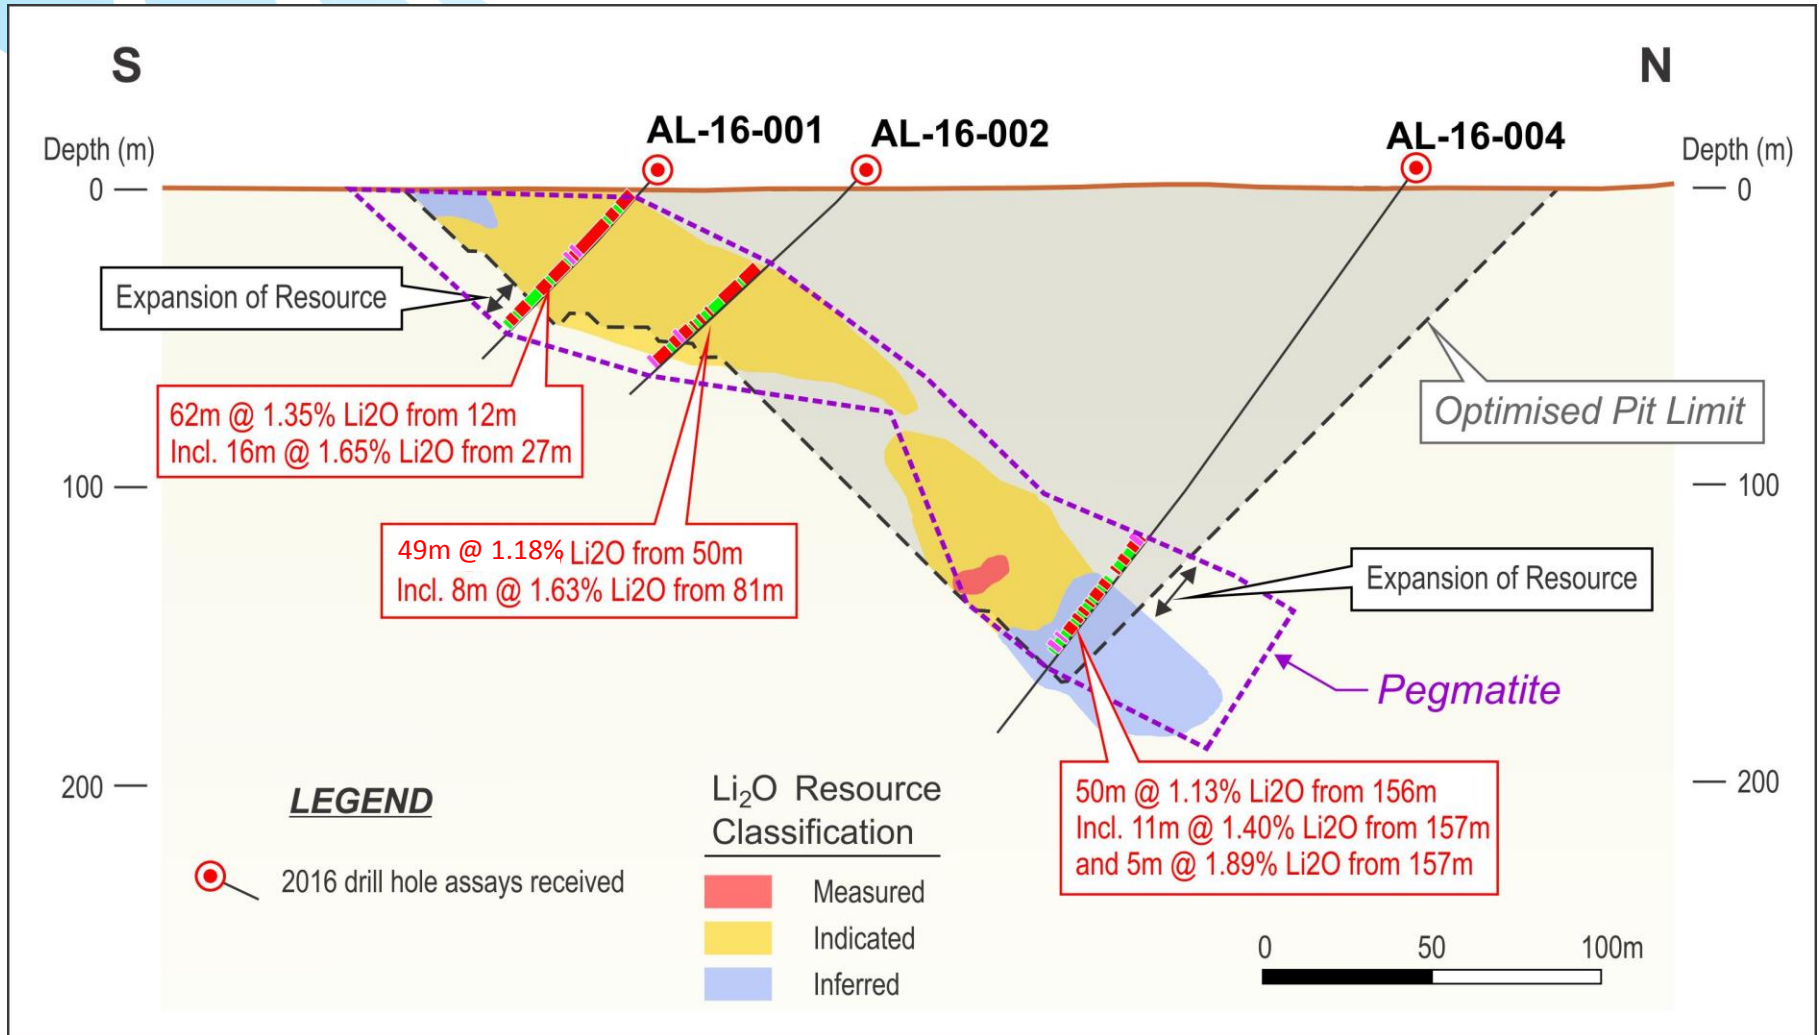 S
N
AL-16-001
AL-16-002
AL-16-004
Depth (m)
Depth (m)
0
0
Expansion of Resource
62m @ 1.35% Li2O from 12m
Incl. 16m @ 1.65% Li2O from 27m
Optimised Pit Limit
100
100
49m @ 1.18% Li2O from 50m
Incl. 8m @ 1.63% Li2O from 81m
Expansion of Resource
Pegmatite
200
200
50m @ 1.13% Li2O from 156m
Incl. 11m @ 1.40% Li2O from 157m
and 5m @ 1.89% Li2O from 157m
LEGEND
2016 drill hole assays received
Li₂O Resource
Classification
Measured
Indicated
Inferred
0 50 100m